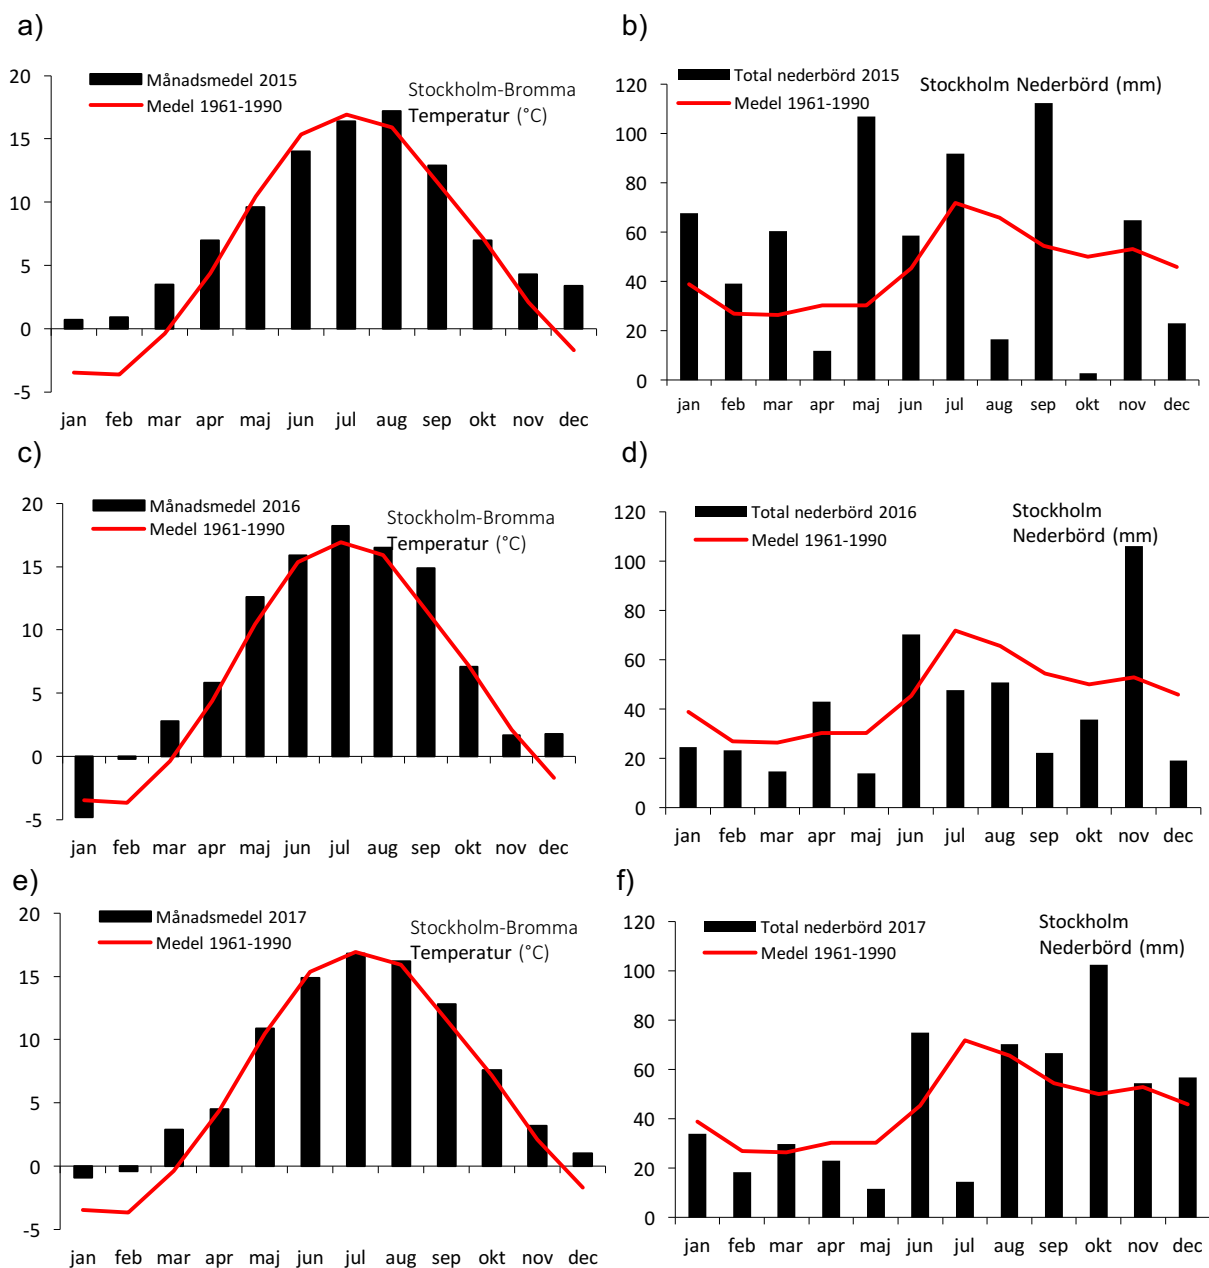 a)
Månadsmedel 2015
Medel 1961-1990
Stockholm-Bromma
Temperatur (°C)
20
15
10
5
0
-5
jan feb mar apr maj jun jul aug sep okt nov dec
b)
Total nederbörd 2015
Medel 1961-1990
Stockholm Nederbörd (mm)
120
100
80
60
40
20
0
jan feb mar apr maj jun jul aug sep okt nov dec
c)
Månadsmedel 2016
Medel 1961-1990
Stockholm-Bromma
Temperatur (°C)
20
15
10
5
0
-5
jan feb mar apr maj jun jul aug sep okt nov dec
d)
Total nederbörd 2016
Medel 1961-1990
Stockholm
Nederbörd (mm)
120
100
80
60
40
20
0
jan feb mar apr maj jun jul aug sep okt nov dec
e)
Månadsmedel 2017
Medel 1961-1990
Stockholm-Bromma
Temperatur (°C)
20
15
10
5
0
-5
jan feb mar apr maj jun jul aug sep okt nov dec
f)
Total nederbörd 2017
Medel 1961-1990
Stockholm
Nederbörd (mm)
120
100
80
60
40
20
0
jan feb mar apr maj jun jul aug sep okt nov dec